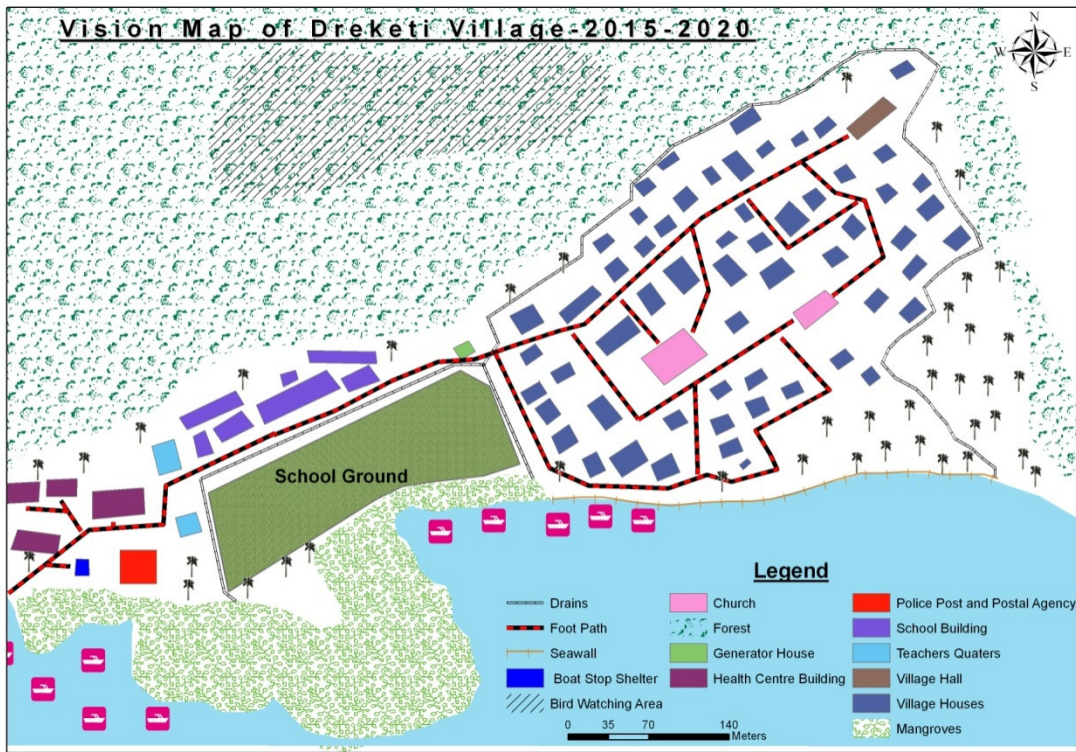 Vision Map of Dreketi Village-2015-2020
N
W E
S
School Ground
Legend
Drains
Foot Path
Seawall
Boat Stop Shelter
Bird Watching Area
Church
Forest
Generator House
Health Centre Building
Police Post and Postal Agency
School Building
Teachers Quaters
Village Hall
Village Houses
Mangroves
0 35 70 140
Meters